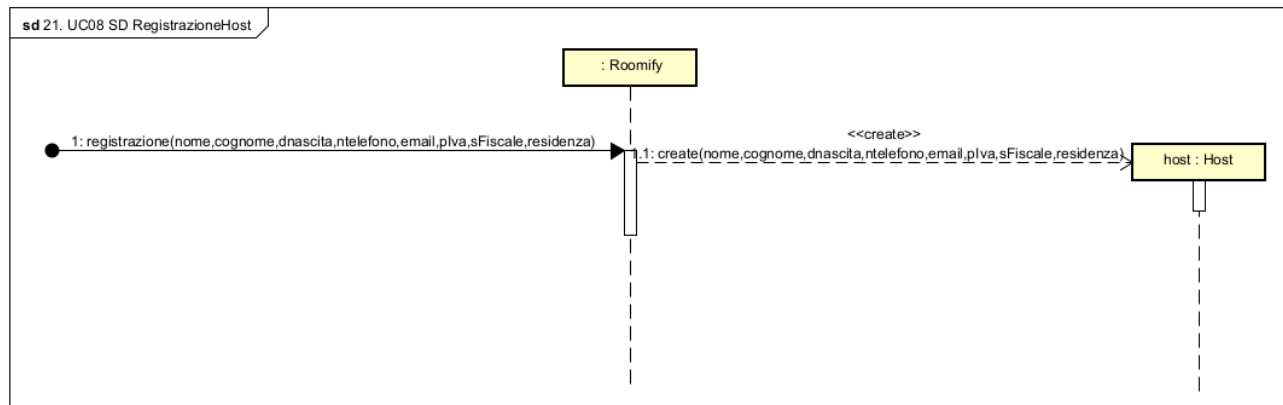 sd 21. UC08 SD RegistrazioneHost
: Roomify
1: registrazione(nome,cognome,dnascita,ntelefono,email,pIva,sFiscale,residenza)
<<create>>
1.1: create(nome,cognome,dnascita,ntelefono,email,pIva,sFiscale,residenza)
host : Host